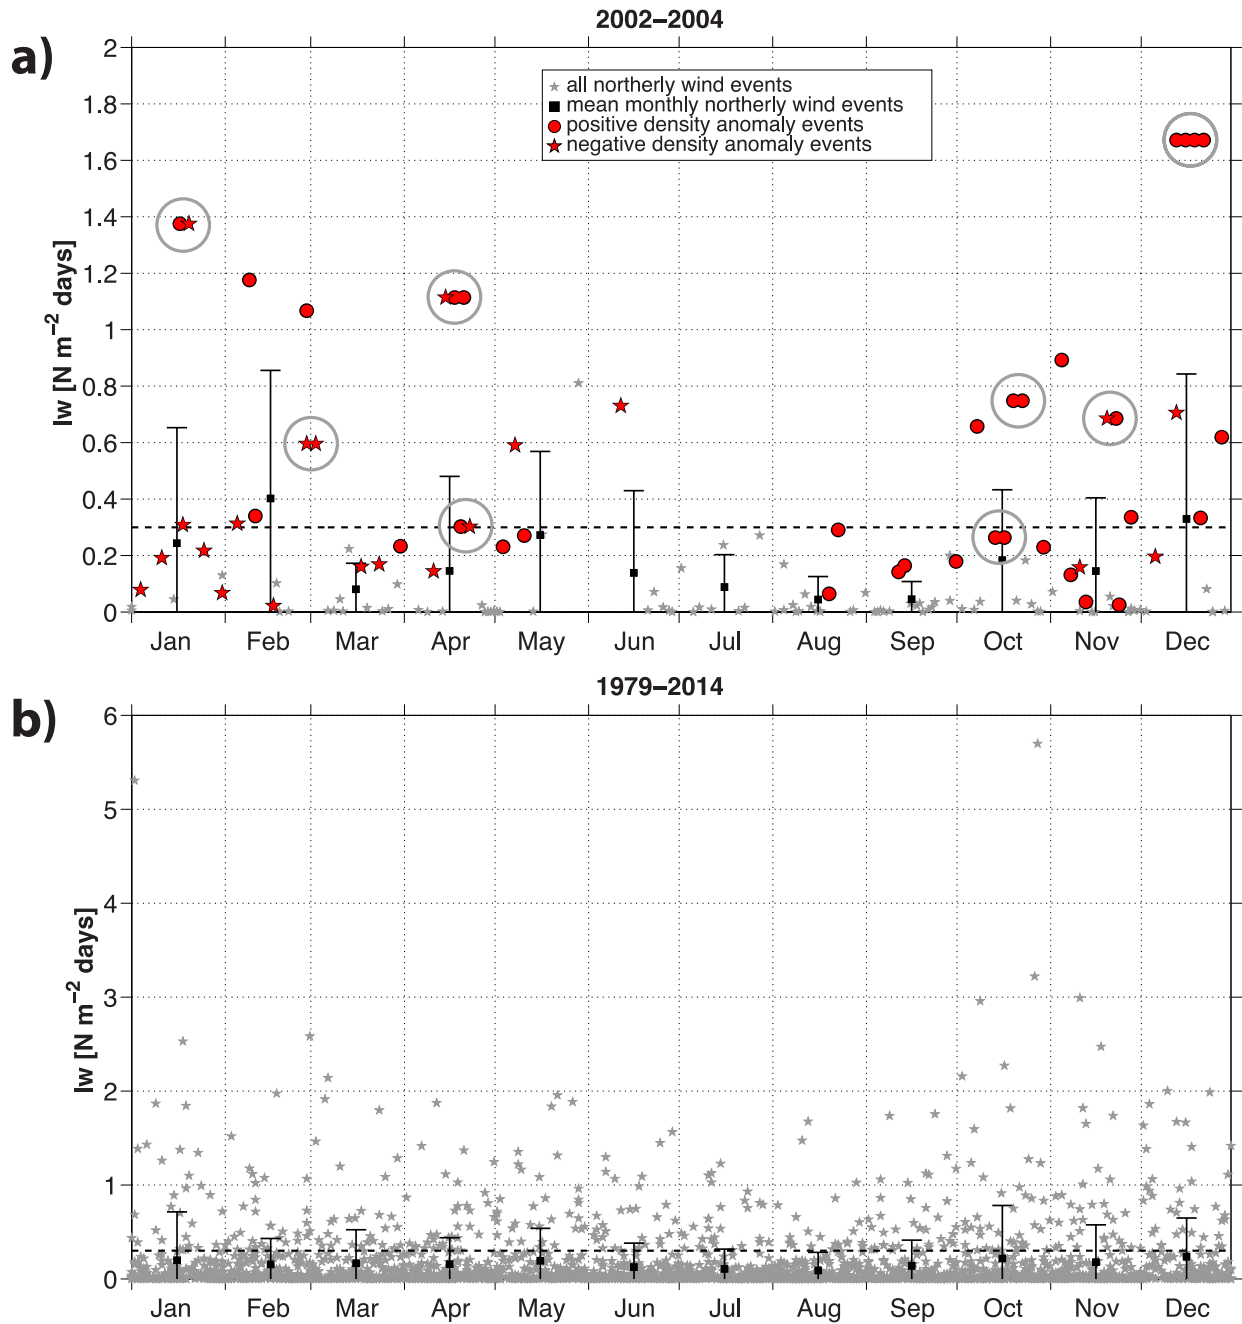 2002–2004
a)
2
1.8
1.6
1.4
1.2
1
0.8
0.6
0.4
0.2
0
Iw [N m⁻² days]
all northerly wind events
mean monthly northerly wind events
positive density anomaly events
negative density anomaly events
Jan Feb Mar Apr May Jun Jul Aug Sep Oct Nov Dec
1979–2014
b)
6
5
4
3
2
1
0
Iw [N m⁻² days]
Jan Feb Mar Apr May Jun Jul Aug Sep Oct Nov Dec